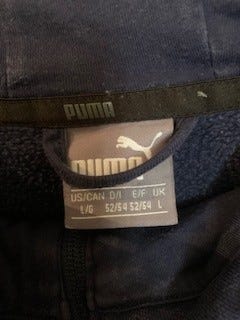 PUMA
PUMA
US/CAN D/I E/F UK
L/G 52/54 52/54 L